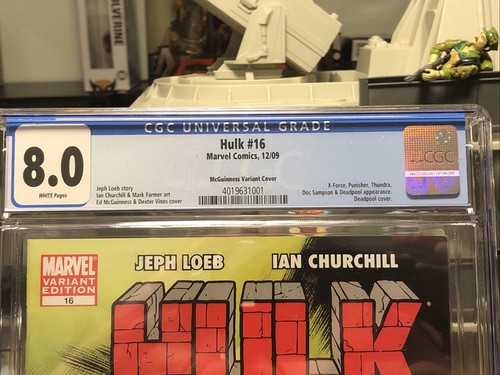 WOLVERINE
CGC UNIVERSAL GRADE
8.0
WHITE Pages
Hulk #16
Marvel Comics, 12/09
McGuinness Variant Cover
4019631001
Jeph Loeb story
Ian Churchill & Mark Farmer art
Ed McGuinness & Dexter Vines cover
X-Force, Punisher, Thundra,
Doc Sampson & Deadpool appearance.
Deadpool cover.
CGC
MARVEL
VARIANT
EDITION
16
JEPH LOEB
IAN CHURCHILL
HULK